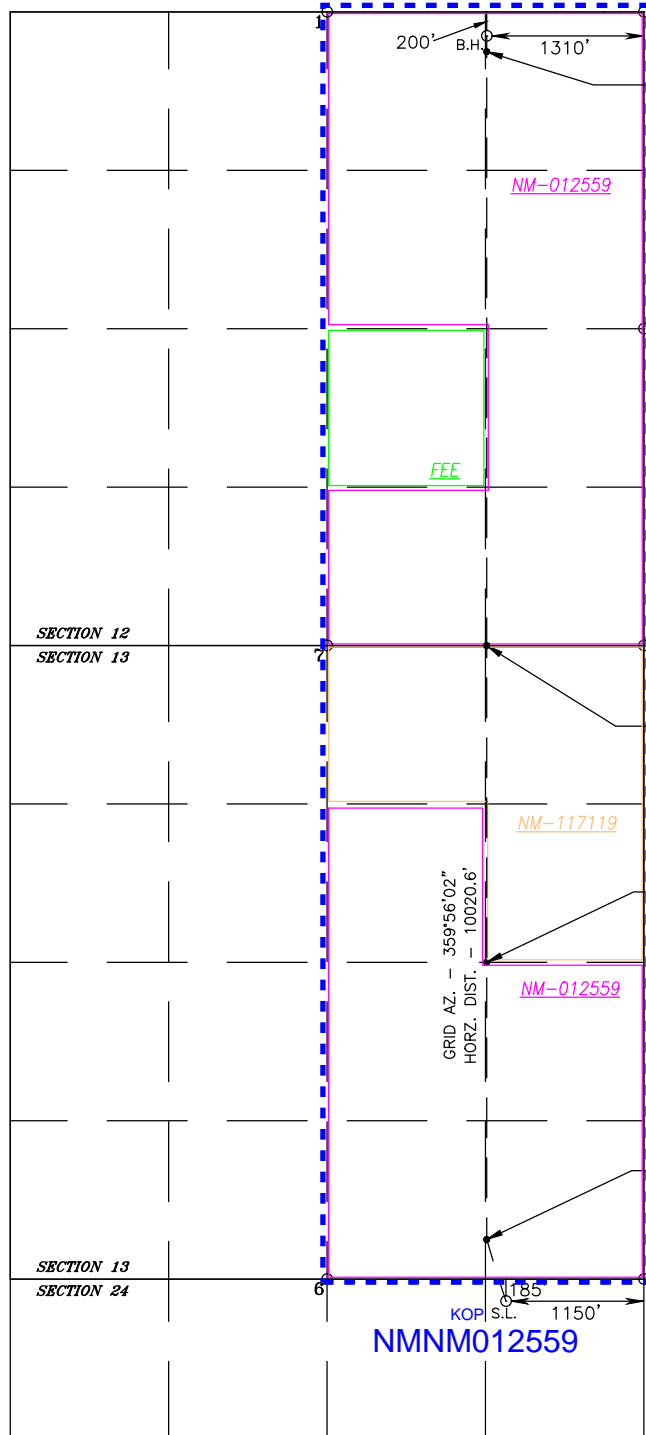 1
200'
B.H.
1310'
NM-012559
FEE
SECTION 12
SECTION 13
7
NM-117119
GRID AZ. - 359°56'02"
HORZ. DIST. - 10020.6'
NM-012559
SECTION 13
SECTION 24
6
185
KOP S.L.
1150'
NMNM012559